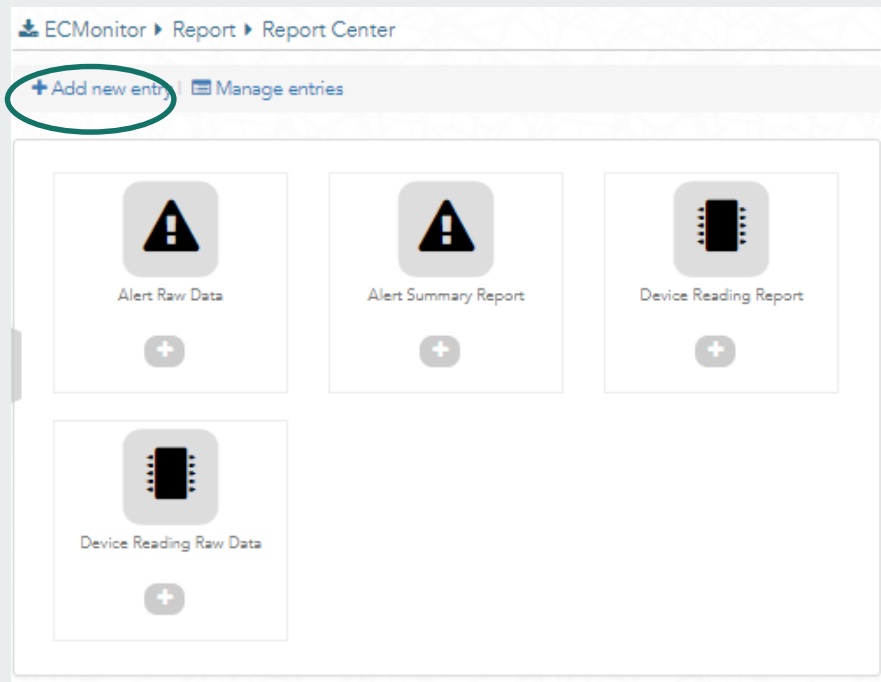 ECMonitor Report Report Center
Add new entry | Manage entries
Alert Raw Data
Alert Summary Report
Device Reading Report
Device Reading Raw Data